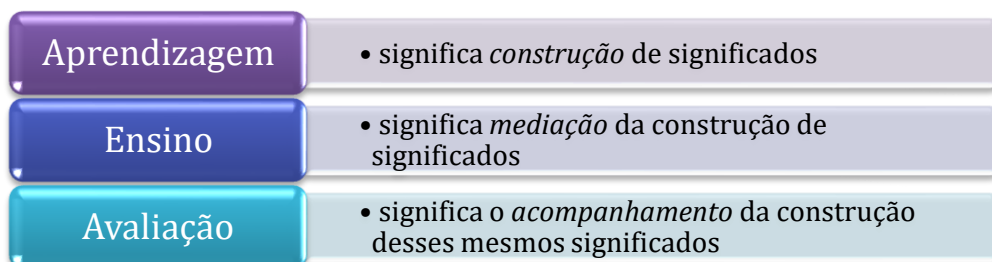 Aprendizagem
• significa construção de significados
Ensino
• significa mediação da construção de
significados
Avaliação
• significa o acompanhamento da construção
desses mesmos significados